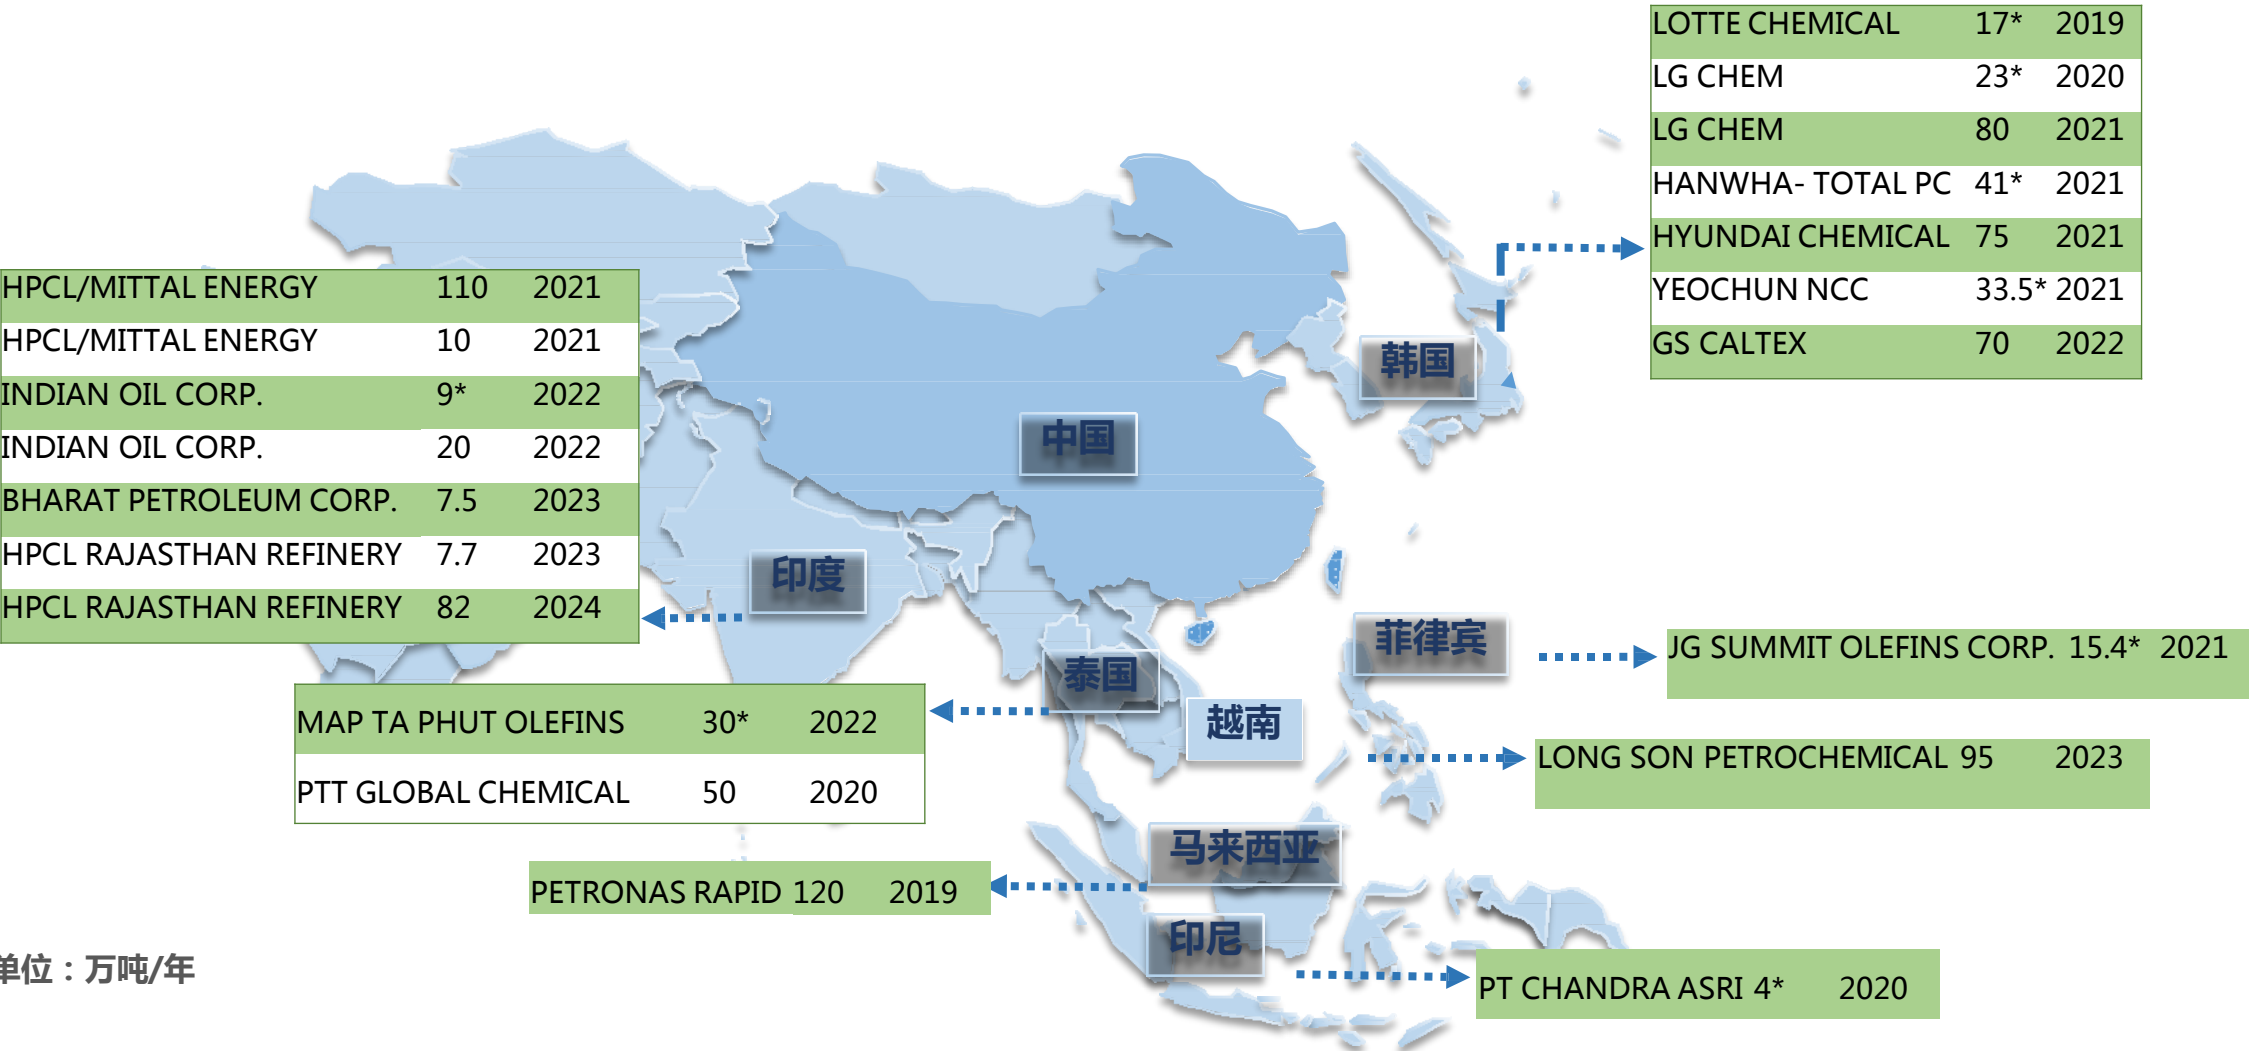 LOTTE CHEMICAL 17* 2019
LG CHEM 23* 2020
LG CHEM 80 2021
HANWHA- TOTAL PC 41* 2021
HYUNDAI CHEMICAL 75 2021
YEOCHUN NCC 33.5* 2021
GS CALTEX 70 2022
HPCL/MITTAL ENERGY 110 2021
HPCL/MITTAL ENERGY 10 2021
INDIAN OIL CORP. 9* 2022
INDIAN OIL CORP. 20 2022
BHARAT PETROLEUM CORP. 7.5 2023
HPCL RAJASTHAN REFINERY 7.7 2023
HPCL RAJASTHAN REFINERY 82 2024
韩国
中国
印度
菲律宾
JG SUMMIT OLEFINS CORP. 15.4* 2021
泰国
MAP TA PHUT OLEFINS 30* 2022
PTT GLOBAL CHEMICAL 50 2020
越南
LONG SON PETROCHEMICAL 95 2023
马来西亚
PETRONAS RAPID 120 2019
印尼
PT CHANDRA ASRI 4* 2020
单位：万吨/年